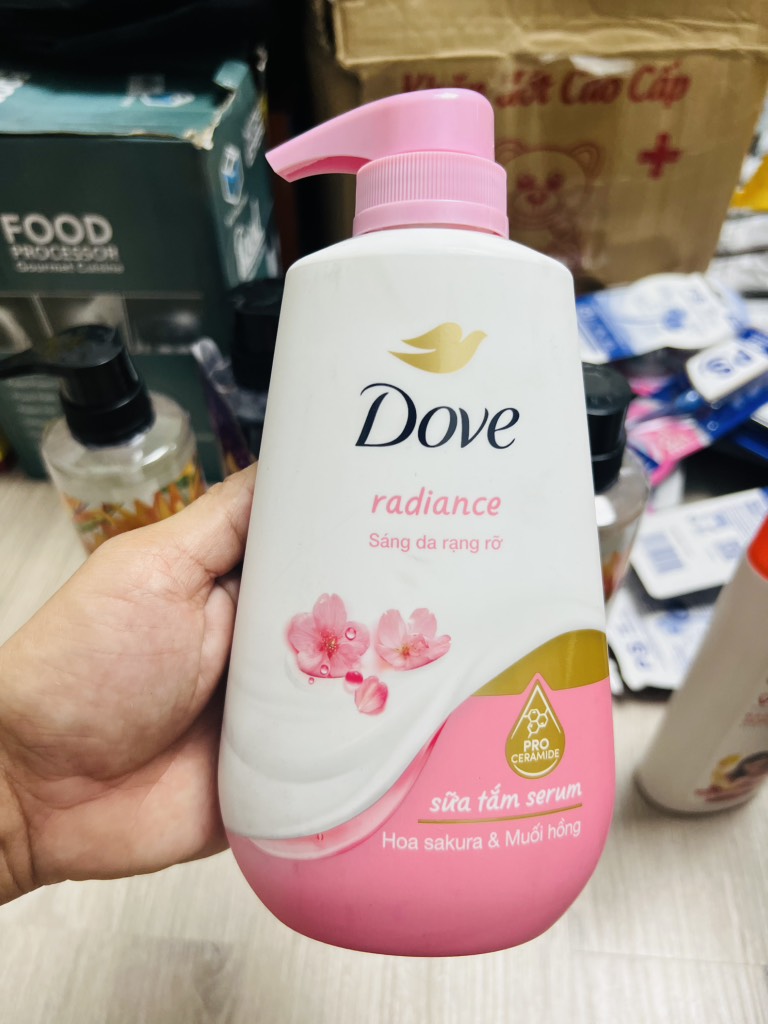 Khăn Ướt Cao Cấp
FOOD
PROCESSOR
Gourmet Cuisine
Dove
radiance
Sáng da rạng rỡ
PRO
CERAMIDE
sữa tắm serum
Hoa sakura & Muối hồng